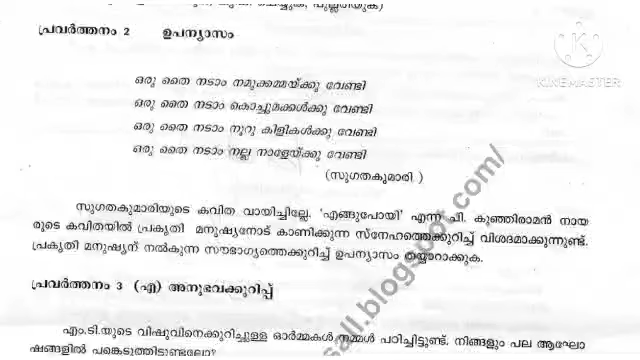 പ്രവർത്തനം 2 ഉപന്യാസം
KINEMASTER
ഒരു തൈ നടാം നമുക്കമ്മയ്ക്കു വേണ്ടി
ഒരു തൈ നടാം കൊച്ചുമക്കൾക്കു വേണ്ടി
ഒരു തൈ നടാം നൂറു കിളികൾക്കു വേണ്ടി
ഒരു തൈ നടാം നല്ല നാളേയ്ക്കു വേണ്ടി
(സുഗതകുമാരി )
സുഗതകുമാരിയുടെ കവിത വായിച്ചില്ലേ. 'എങ്ങുപോയി' എന്ന പി. കുഞ്ഞിരാമൻ നായ
രുടെ കവിതയിൽ പ്രകൃതി മനുഷ്യനോട് കാണിക്കുന്ന സ്നേഹത്തെക്കുറിച്ച് വിശദമാക്കുന്നുണ്ട്.
പ്രകൃതി മനുഷ്യന് നൽകുന്ന സൗഭാഗ്യത്തെക്കുറിച്ച് ഉപന്യാസം തയ്യാറാക്കുക.
പ്രവർത്തനം 3 (എ) അനുഭവക്കുറിപ്പ്
എം.ടി.യുടെ വിഷുവിനെക്കുറിച്ചുള്ള ഓർമ്മകൾ നമ്മൾ പഠിച്ചിട്ടുണ്ട്. നിങ്ങളും പല ആഘോ
ഷങ്ങളിൽ പങ്കെടുത്തിട്ടുണ്ടല്ലോ?
sall.blogspot.com/